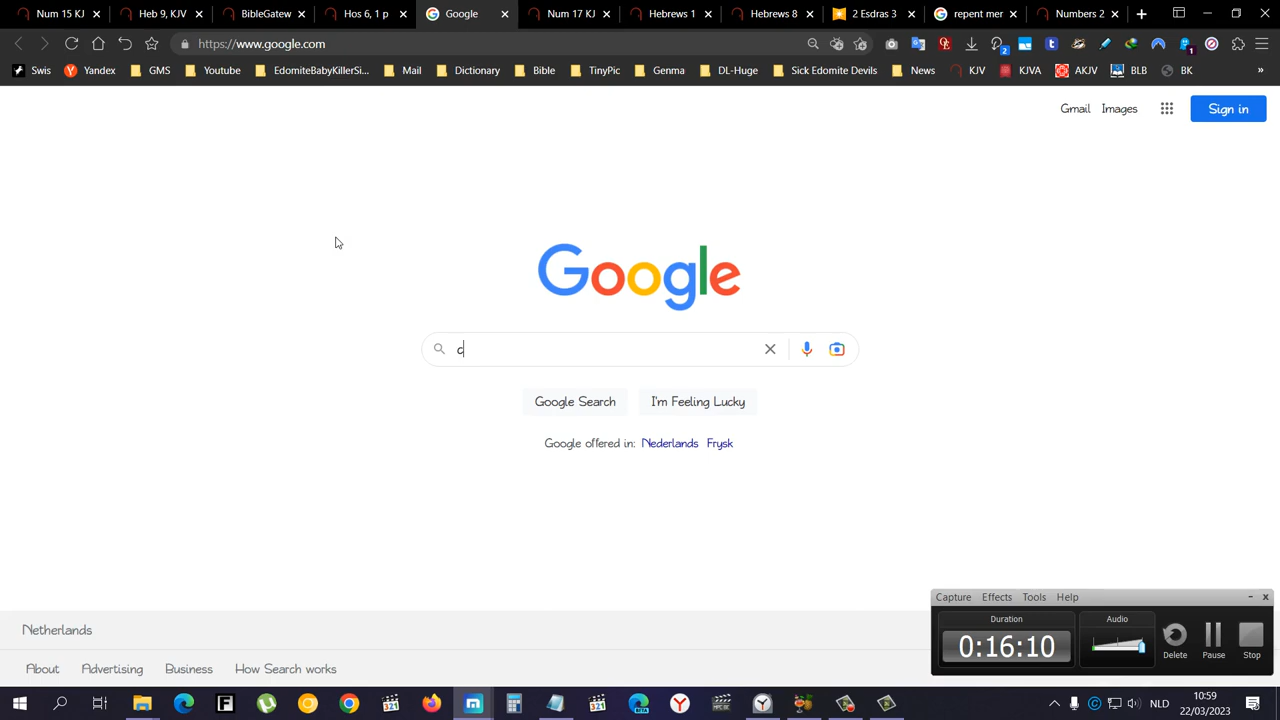 Num 15 KJ Heb 9, KJV BibleGatew Hos 6, 1 p Google Num 17 KJ Hebrews 1 Hebrews 8 2 Esdras 3 repent mer Numbers 2
https://www.google.com 2 1
Swis Yandex GMS Youtube EdomiteBabyKillerSi... Mail Dictionary Bible TinyPic Genma DL-Huge Sick Edomite Devils News KJV KJVA AKJV BLB BK »
Gmail Images Sign in
Google
c
Google Search I'm Feeling Lucky
Google offered in: Nederlands Frysk
Capture Effects Tools Help
Duration Audio
0:16:10
Delete Pause Stop
Netherlands
About Advertising Business How Search works
NLD 10:59
22/03/2023